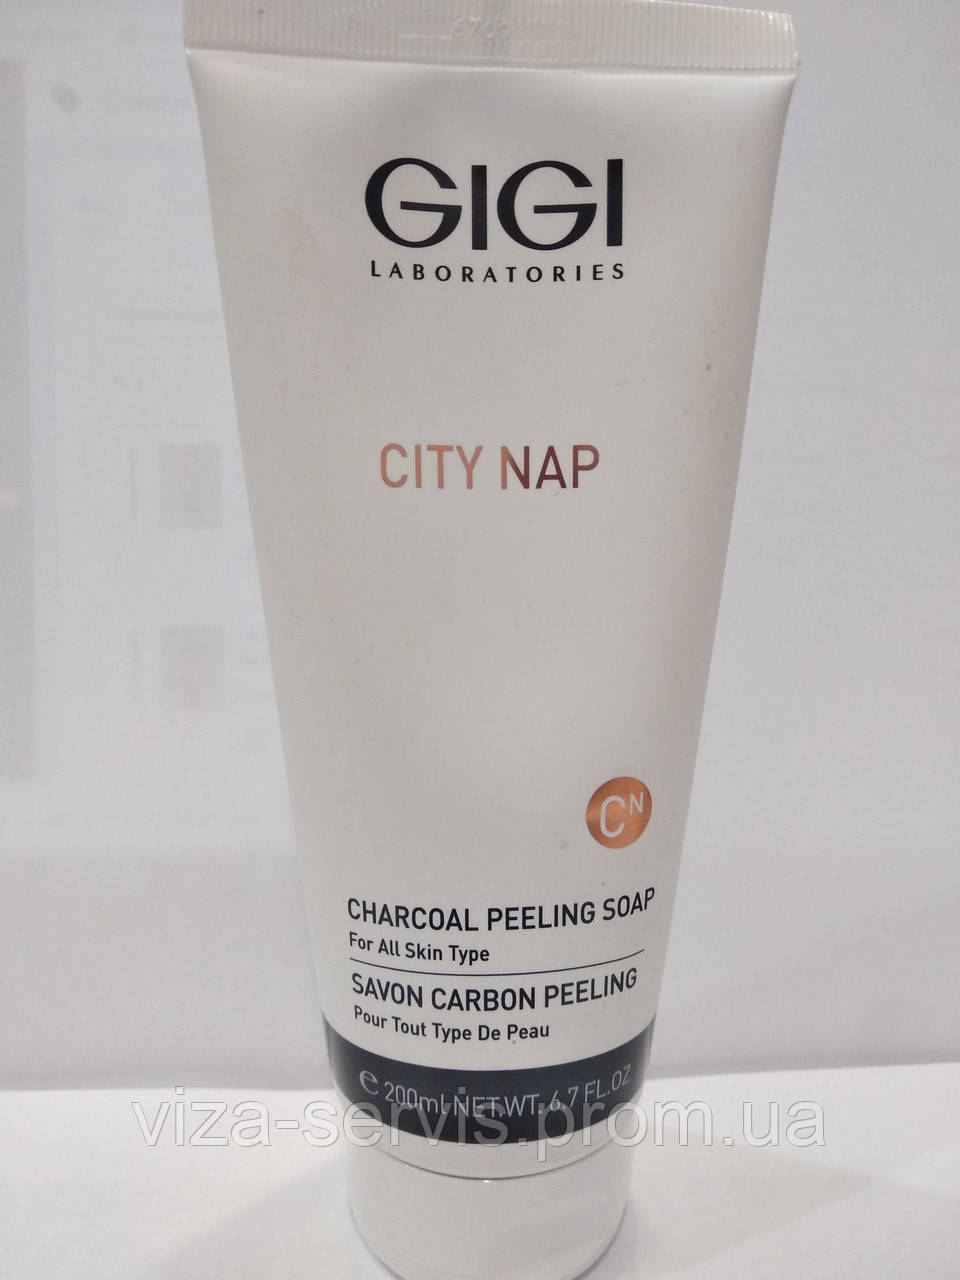 GIGI
LABORATORIES
CITY NAP
CN
CHARCOAL PEELING SOAP
For All Skin Type
SAVON CARBON PEELING
Pour Tout Type De Peau
℮ 200ml NET.WT. 6.7 FL.OZ
viza-servis.prom.ua